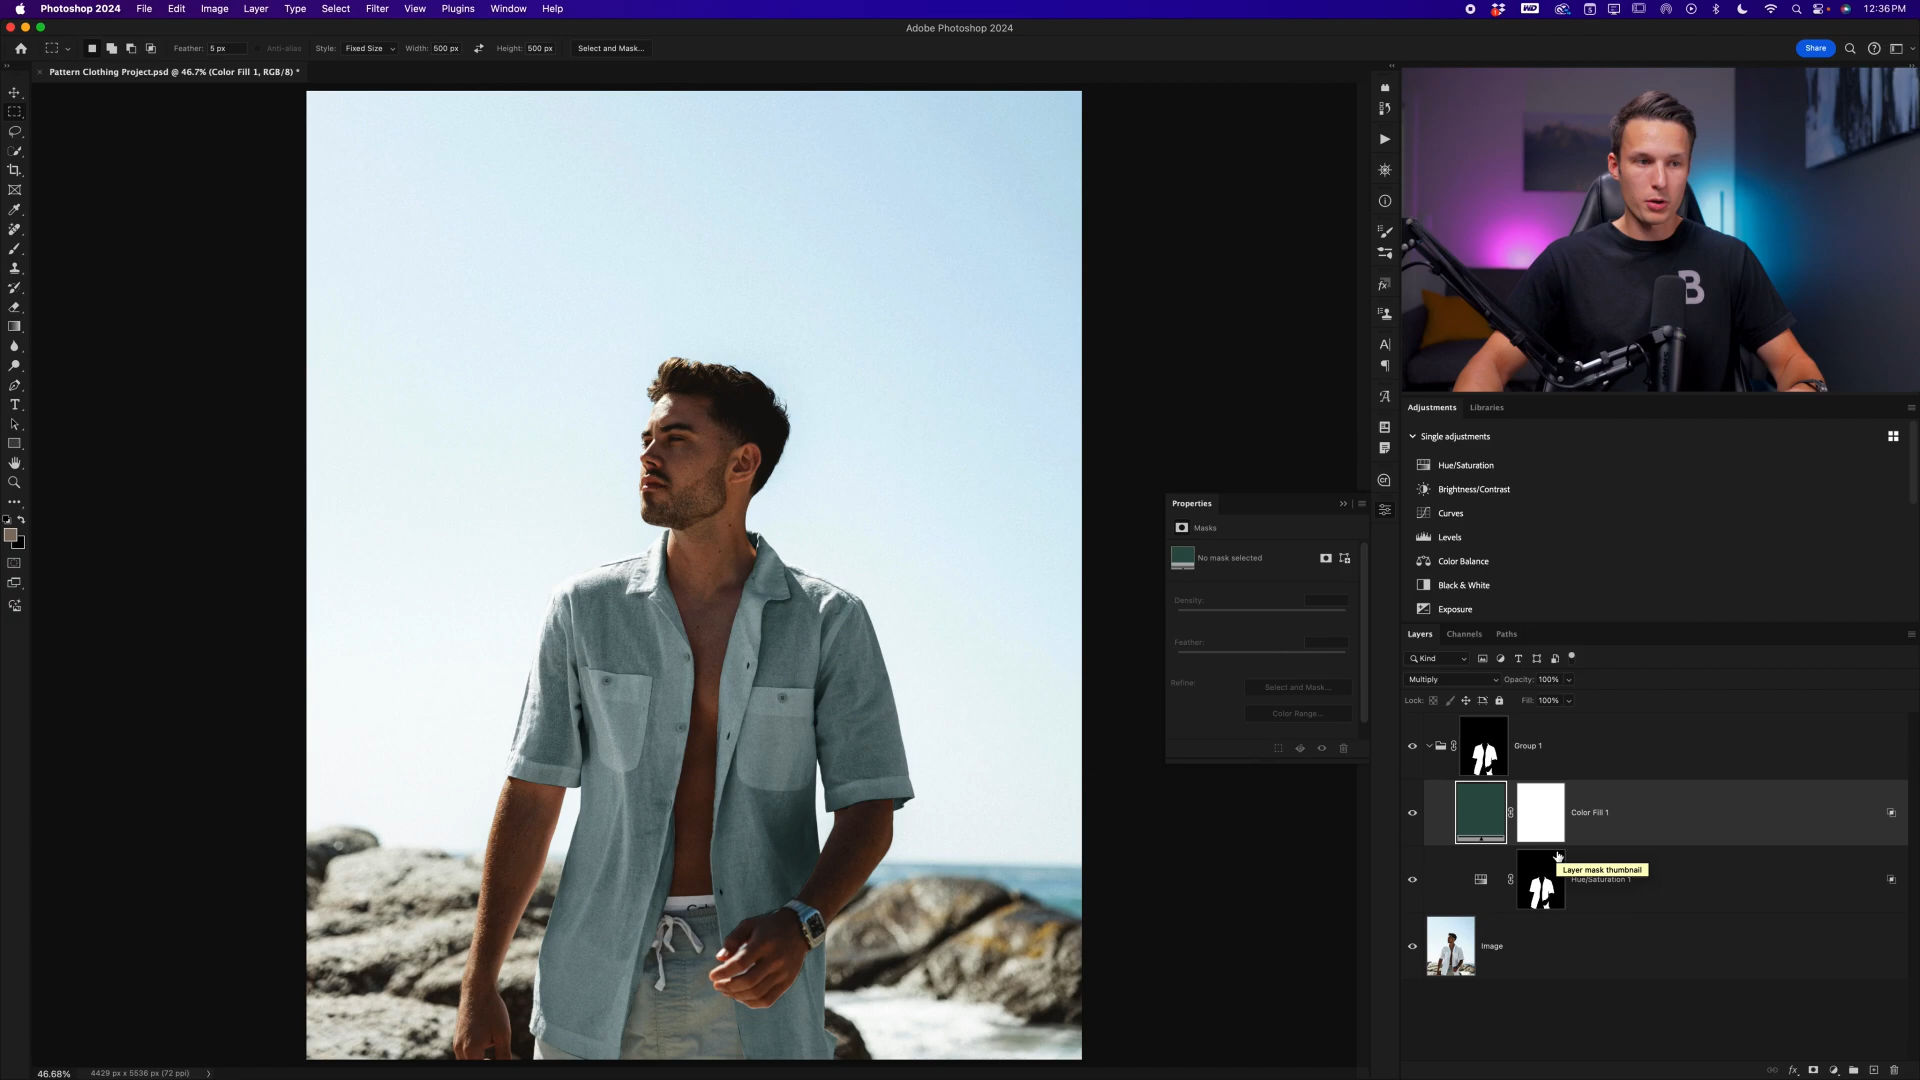 Photoshop 2024 File Edit Image Layer Type Select Filter View Plugins Window Help 12:36 PM
Adobe Photoshop 2024
Feather: 5 px Anti-alias Style: Fixed Size Width: 500 px Height: 500 px Select and Mask... Share
Pattern Clothing Project.psd @ 46.7% (Color Fill 1, RGB/8) *
B
Adjustments Libraries
Single adjustments
Hue/Saturation
Brightness/Contrast
Curves
Levels
Color Balance
Black & White
Exposure
Properties
Masks
No mask selected
Density:
Feather:
Refine: Select and Mask...
Color Range...
Layers Channels Paths
Kind
Multiply Opacity: 100%
Lock: Fill: 100%
Group 1
Color Fill 1
Layer mask thumbnail
Hue/Saturation 1
Image
46.68% 4429 px x 5536 px (72 ppi)